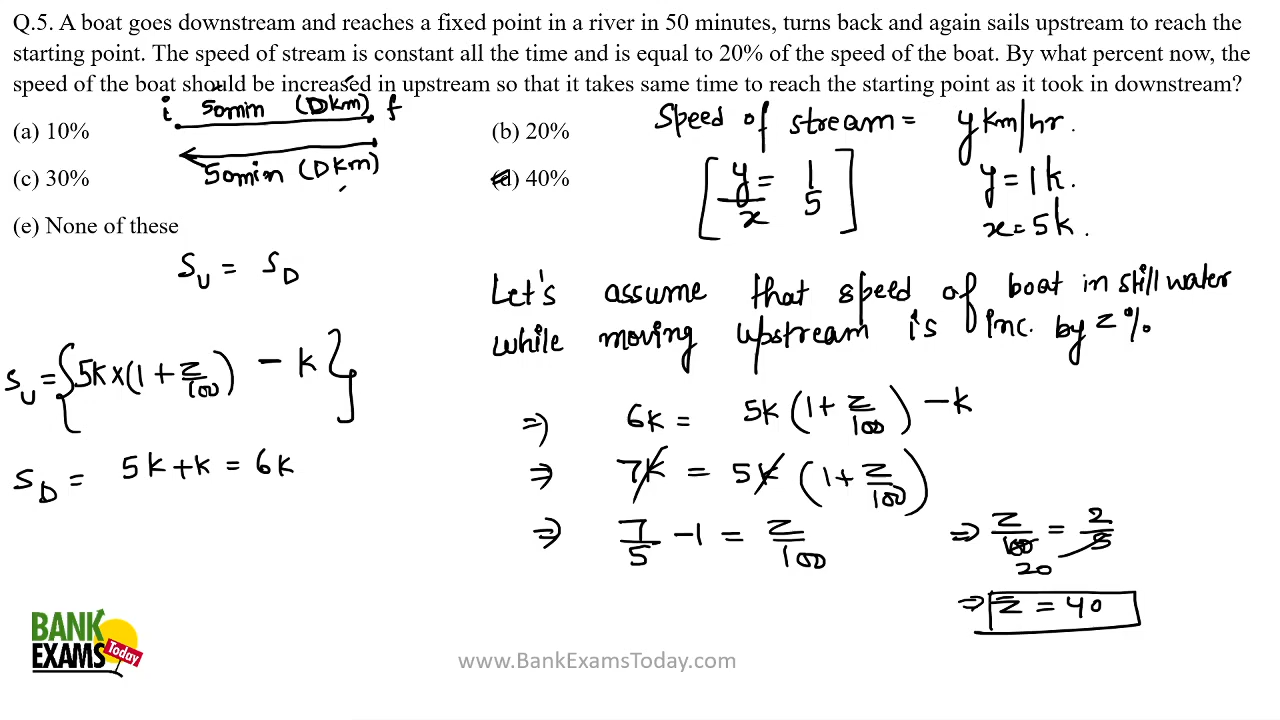 Q.5. A boat goes downstream and reaches a fixed point in a river in 50 minutes, turns back and again sails upstream to reach the
starting point. The speed of stream is constant all the time and is equal to 20% of the speed of the boat. By what percent now, the
speed of the boat should be increased in upstream so that it takes same time to reach the starting point as it took in downstream?
i 50min (Dkm) f
50min (Dkm)
(a) 10%
(b) 20%
(c) 30%
(d) 40%
(e) None of these
Speed of stream = y km/hr.
[y/x = 1/5]
y = 1k.
x = 5k.
S_U = S_D
S_U = {5k×(1 + z/100) - k}
S_D = 5k+k = 6k
Let's assume that speed of boat in still water
while moving upstream is inc. by z%
⇒ 6k = 5k(1+ z/100) - k
⇒ 7k = 5k (1+ z/100)
⇒ 7/5 - 1 = z/100
⇒ z/100 = 2/5
20
⇒ z = 40
BANK
EXAMS Today
www.BankExamsToday.com